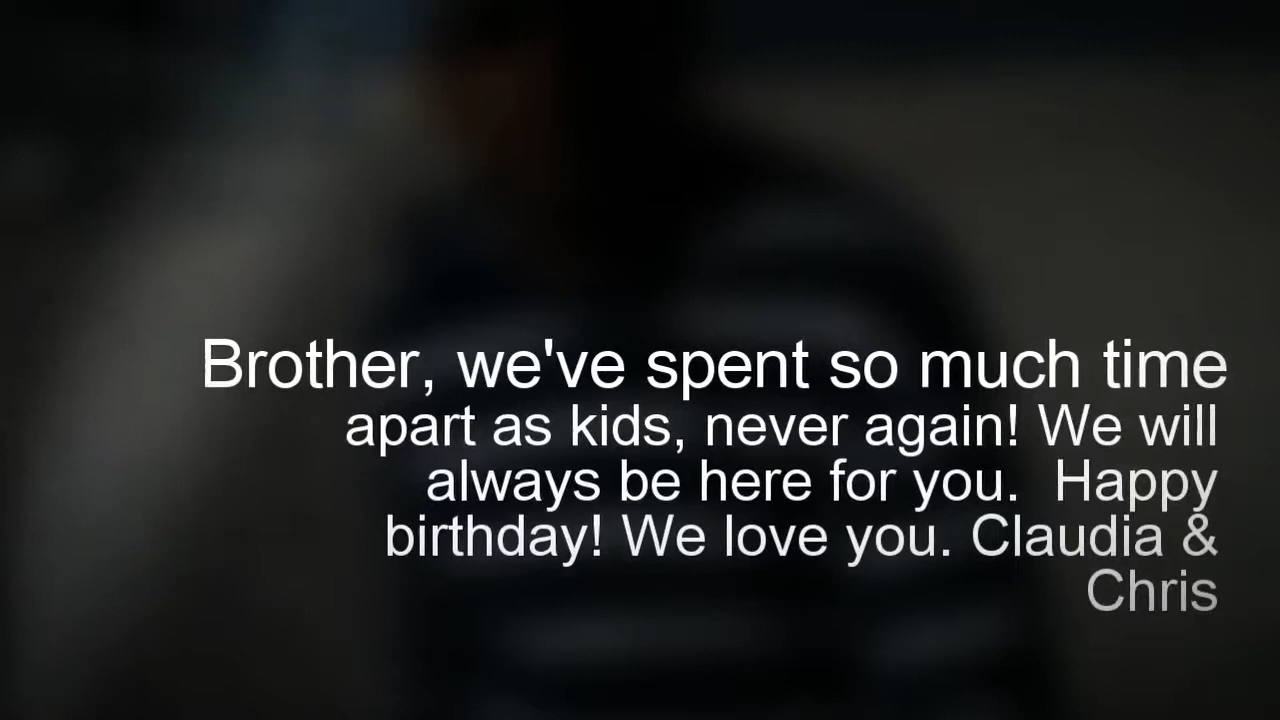 Brother, we've spent so much time
apart as kids, never again! We will
always be here for you.  Happy
birthday! We love you. Claudia &
Chris